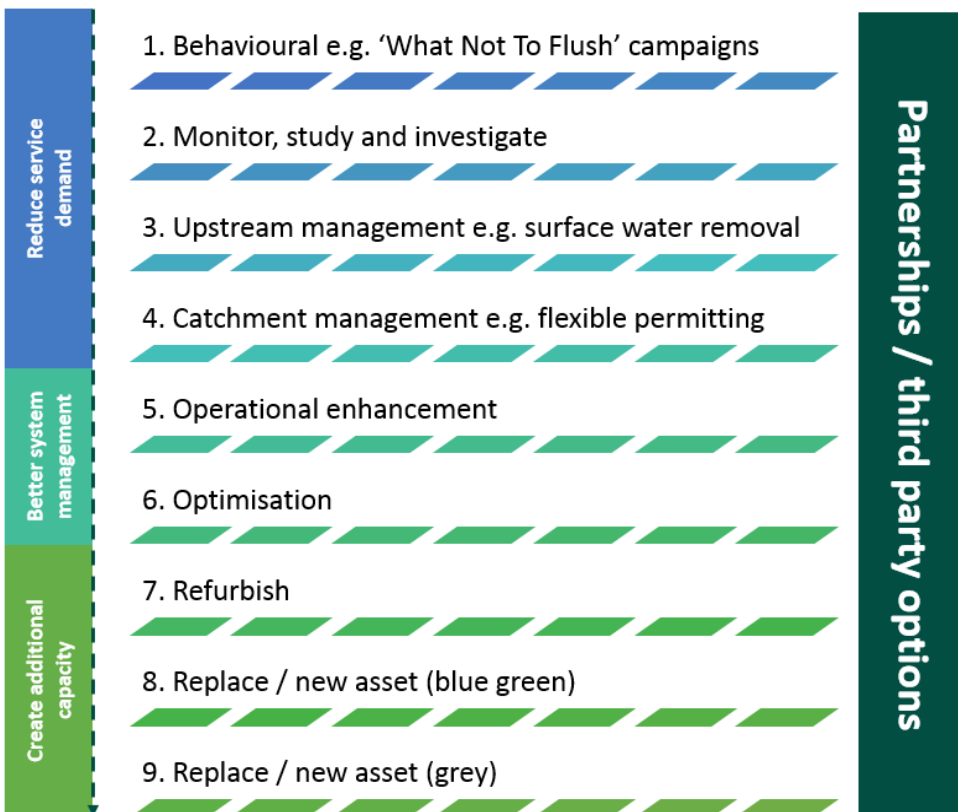 Reduce service
demand
Better system
management
Create additional
capacity
1. Behavioural e.g. ‘What Not To Flush’ campaigns
2. Monitor, study and investigate
3. Upstream management e.g. surface water removal
4. Catchment management e.g. flexible permitting
5. Operational enhancement
6. Optimisation
7. Refurbish
8. Replace / new asset (blue green)
9. Replace / new asset (grey)
Partnerships / third party options